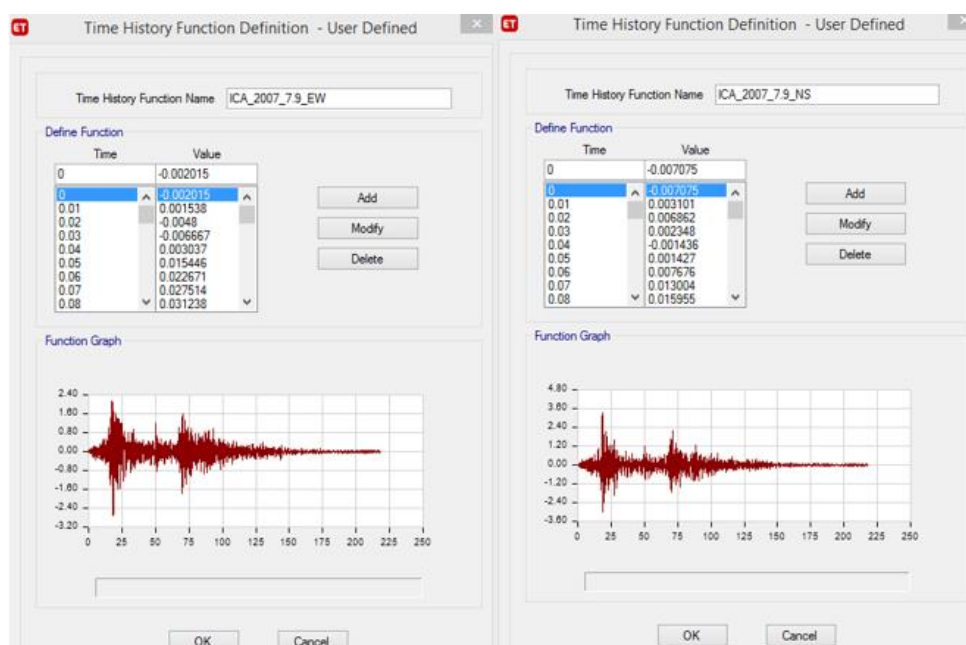 ET Time History Function Definition - User Defined ×
Time History Function Name ICA_2007_7.9_EW
Define Function
Time Value
0 -0.002015
0 -0.002015
0.01 0.001538
0.02 -0.0048
0.03 -0.006667
0.04 0.003037
0.05 0.015446
0.06 0.022671
0.07 0.027514
0.08 0.031238
Add
Modify
Delete
Function Graph
2.40
1.60
0.80
0.00
-0.80
-1.60
-2.40
-3.20
0 25 50 75 100 125 150 175 200 225 250
OK Cancel
ET Time History Function Definition - User Defined ×
Time History Function Name ICA_2007_7.9_NS
Define Function
Time Value
0 -0.007075
0 -0.007075
0.01 0.003101
0.02 0.006862
0.03 0.002348
0.04 -0.001436
0.05 0.001427
0.06 0.007676
0.07 0.013004
0.08 0.015955
Add
Modify
Delete
Function Graph
4.80
3.60
2.40
1.20
0.00
-1.20
-2.40
-3.60
0 25 50 75 100 125 150 175 200 225 250
OK Cancel